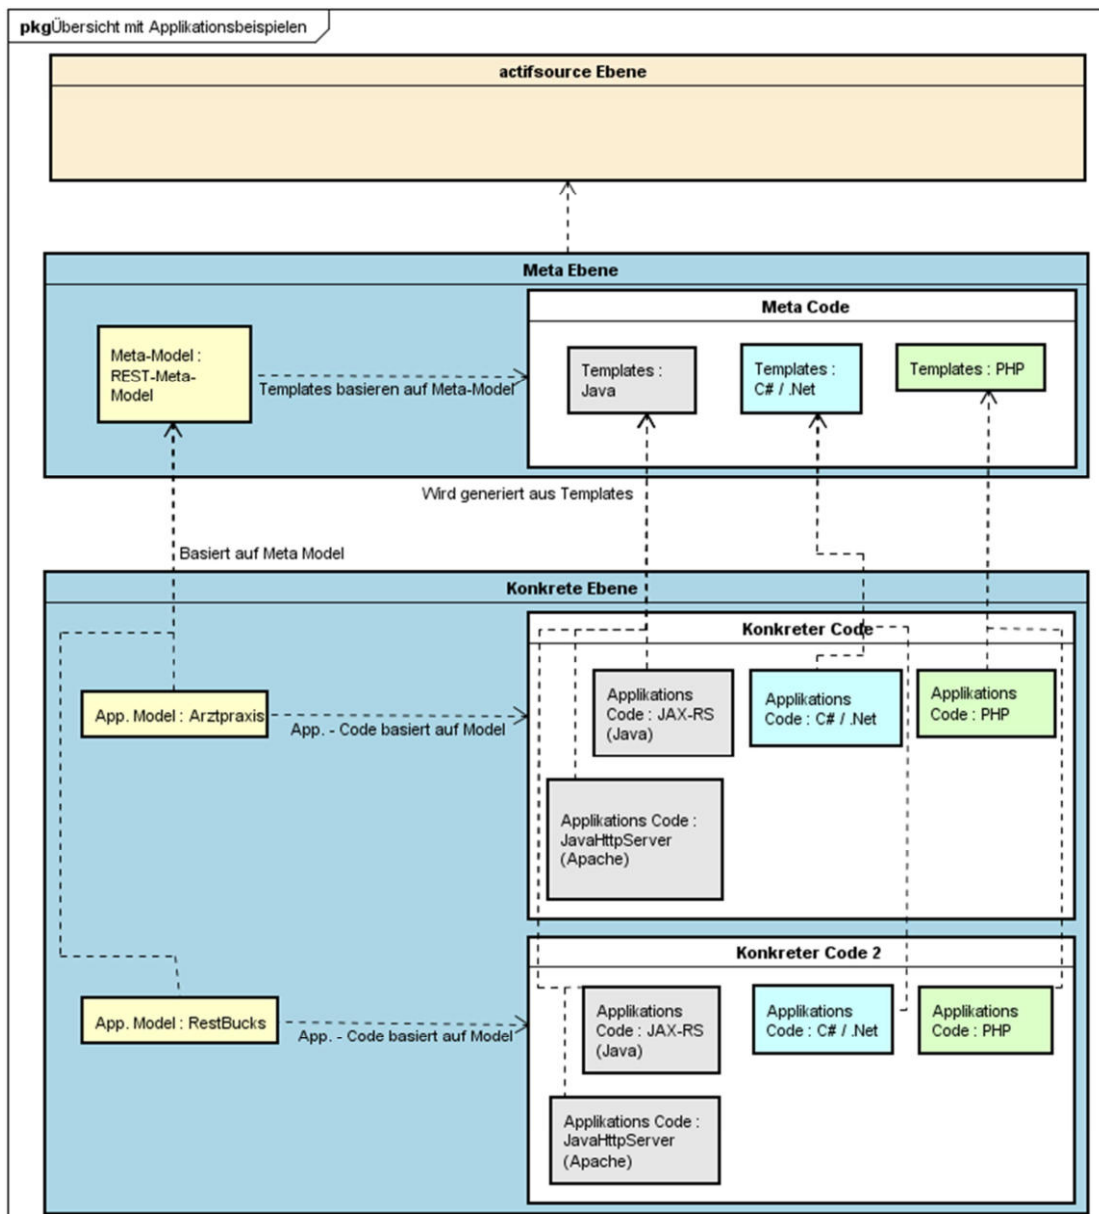 pkgÜbersicht mit Applikationsbeispielen
actifsource Ebene
Meta Ebene
Meta Code
Meta-Model :
REST-Meta-
Model
Templates basieren auf Meta-Model
Templates :
Java
Templates :
C# / .Net
Templates : PHP
Wird generiert aus Templates
Basiert auf Meta Model
Konkrete Ebene
Konkreter Code
App. Model : Arztpraxis
App. - Code basiert auf Model
Applikations
Code : JAX-RS
(Java)
Applikations
Code : C# / .Net
Applikations
Code : PHP
Applikations Code :
JavaHttpServer
(Apache)
Konkreter Code 2
App. Model : RestBucks
App. - Code basiert auf Model
Applikations
Code : JAX-RS
(Java)
Applikations
Code : C# / .Net
Applikations
Code : PHP
Applikations Code :
JavaHttpServer
(Apache)